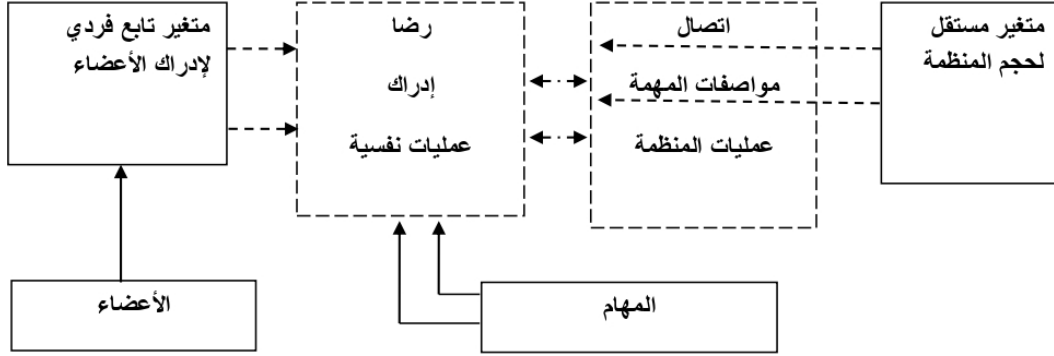 متغير مستقل
لحجم المنظمة
اتصال
مواصفات المهمة
عمليات المنظمة
رضا
إدراك
عمليات نفسية
متغير تابع فردي
لإدراك الأعضاء
المهام
الأعضاء